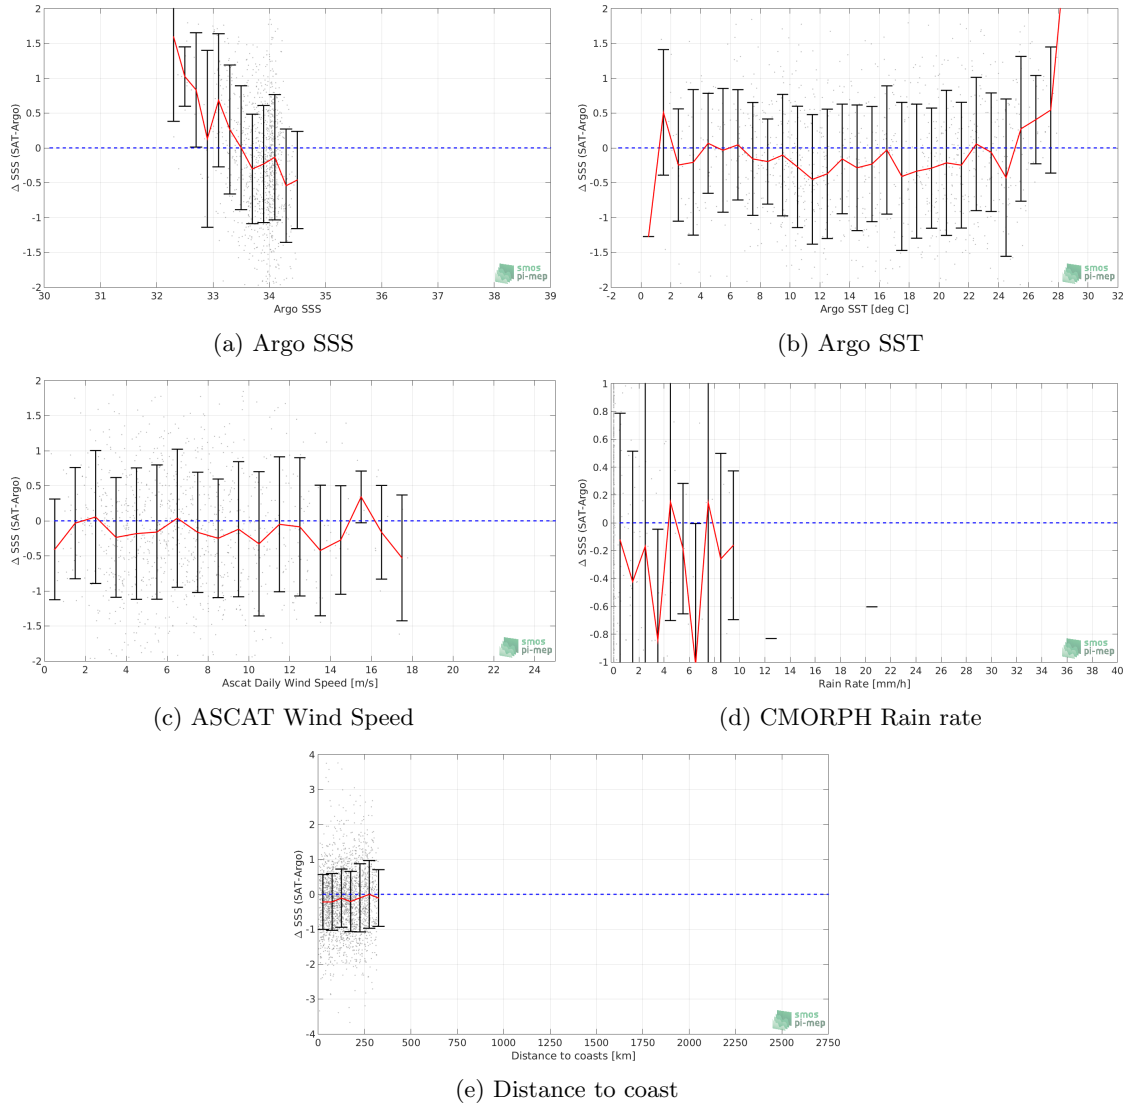 2
1.5
1
0.5
0
-0.5
-1
-1.5
-2
Δ SSS (SAT-Argo)
30 31 32 33 34 35 36 37 38 39
Argo SSS
smos
pi-mep
(a) Argo SSS
2
1.5
1
0.5
0
-0.5
-1
-1.5
-2
Δ SSS (SAT-Argo)
-2 0 2 4 6 8 10 12 14 16 18 20 22 24 26 28 30 32
Argo SST [deg C]
smos
pi-mep
(b) Argo SST
2
1.5
1
0.5
0
-0.5
-1
-1.5
-2
Δ SSS (SAT-Argo)
0 2 4 6 8 10 12 14 16 18 20 22 24
Ascat Daily Wind Speed [m/s]
smos
pi-mep
(c) ASCAT Wind Speed
1
0.8
0.6
0.4
0.2
0
-0.2
-0.4
-0.6
-0.8
-1
Δ SSS (SAT-Argo)
0 2 4 6 8 10 12 14 16 18 20 22 24 26 28 30 32 34 36 38 40
Rain Rate [mm/h]
smos
pi-mep
(d) CMORPH Rain rate
4
3
2
1
0
-1
-2
-3
-4
Δ SSS (SAT-Argo)
0 250 500 750 1000 1250 1500 1750 2000 2250 2500 2750
Distance to coasts [km]
smos
pi-mep
(e) Distance to coast